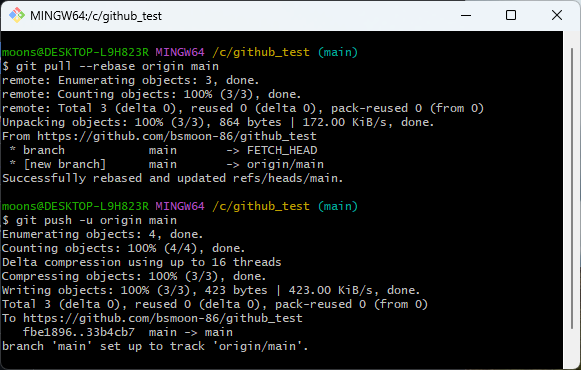 MINGW64:/c/github_test
moons@DESKTOP-L9H823R MINGW64 /c/github_test (main)
$ git pull --rebase origin main
remote: Enumerating objects: 3, done.
remote: Counting objects: 100% (3/3), done.
remote: Total 3 (delta 0), reused 0 (delta 0), pack-reused 0 (from 0)
Unpacking objects: 100% (3/3), 864 bytes | 172.00 KiB/s, done.
From https://github.com/bsmoon-86/github_test
 * branch            main       -> FETCH_HEAD
 * [new branch]      main       -> origin/main
Successfully rebased and updated refs/heads/main.
moons@DESKTOP-L9H823R MINGW64 /c/github_test (main)
$ git push -u origin main
Enumerating objects: 4, done.
Counting objects: 100% (4/4), done.
Delta compression using up to 16 threads
Compressing objects: 100% (3/3), done.
Writing objects: 100% (3/3), 423 bytes | 423.00 KiB/s, done.
Total 3 (delta 0), reused 0 (delta 0), pack-reused 0 (from 0)
To https://github.com/bsmoon-86/github_test
   fbe1896..33b4cb7  main -> main
branch 'main' set up to track 'origin/main'.